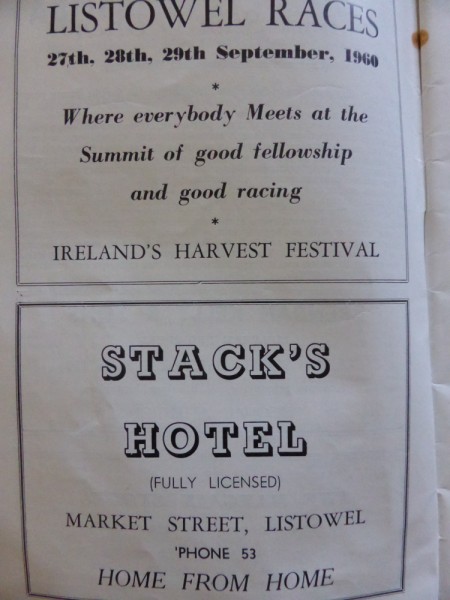 LISTOWEL RACES
27th, 28th, 29th September, 1960
*
Where everybody Meets at the
Summit of good fellowship
and good racing
*
IRELAND'S HARVEST FESTIVAL
STACK'S
HOTEL
(FULLY LICENSED)
MARKET STREET, LISTOWEL
'PHONE 53
HOME FROM HOME